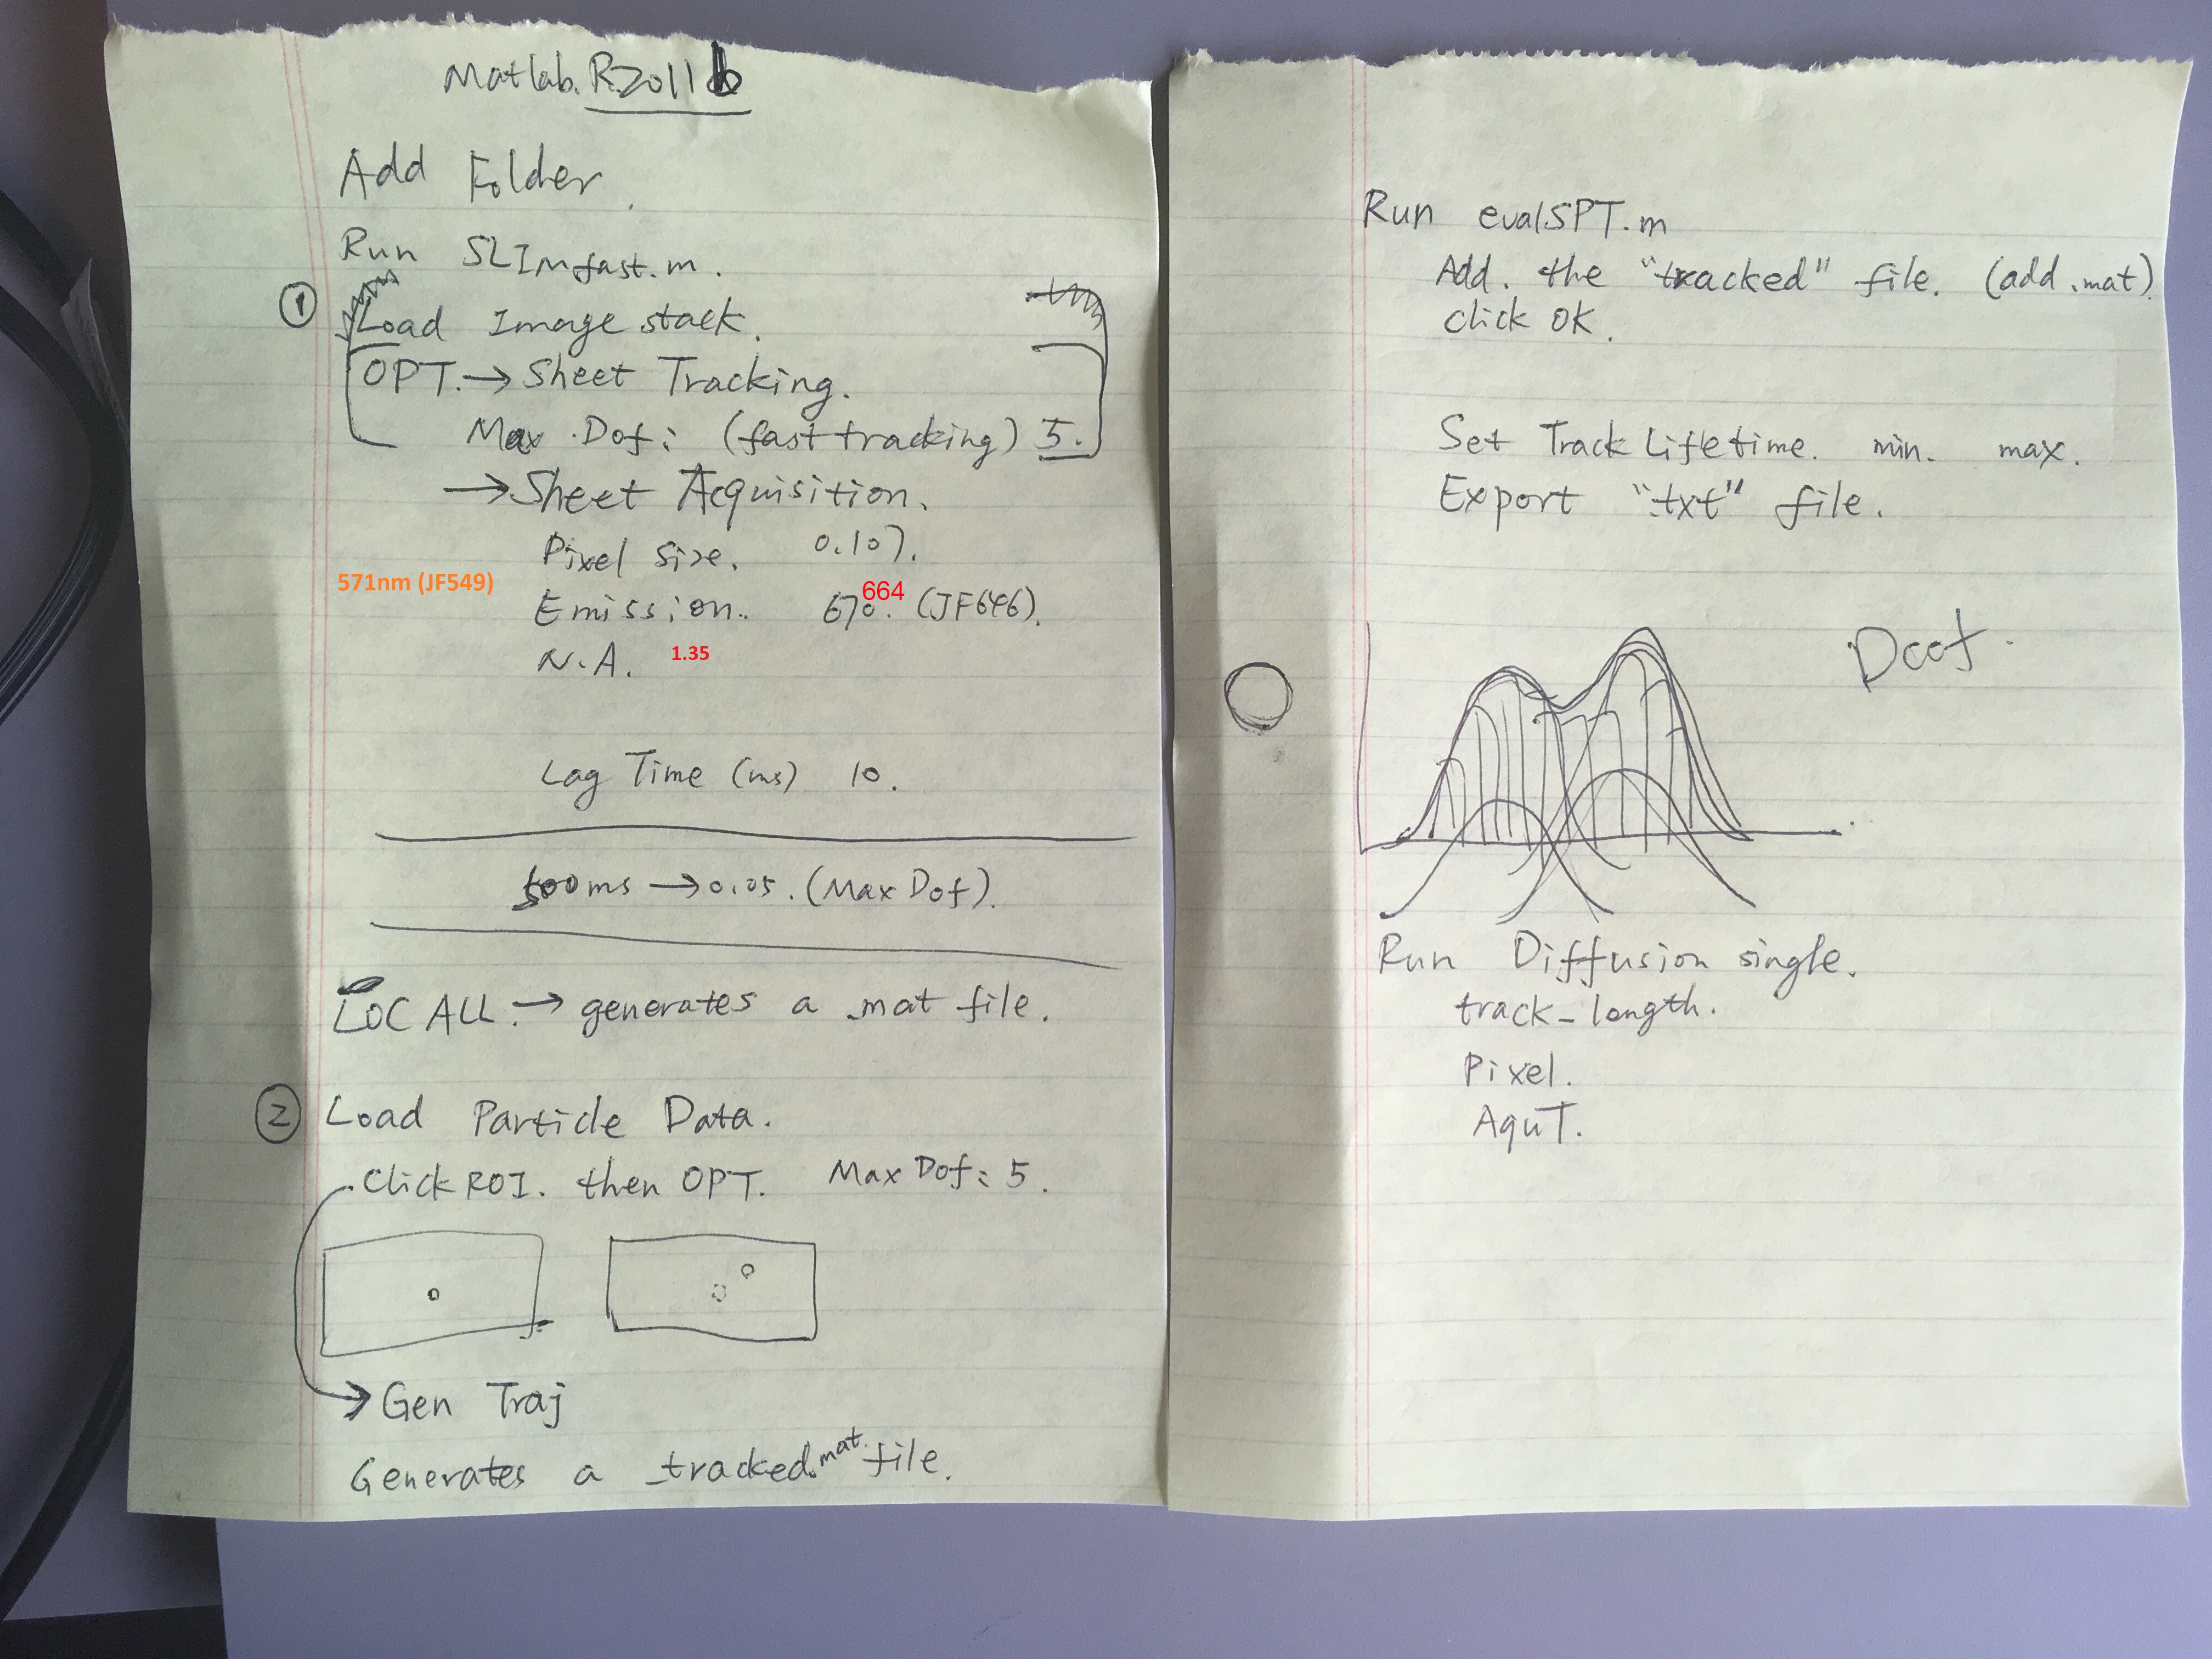 Matlab. R2011b
Add Folder.
Run SLIMfast.m.
① Load Image stack.
OPT. → Sheet Tracking.
Max Dof: (fast tracking) 5.
→ Sheet Acquisition.
Pixel Size. 0.107.
571nm (JF549)
Emission. 670. 664 (JF646).
N.A. 1.35
Lag Time (ms) 10.
500ms → 0.05. (Max Dof).
LOC ALL. → generates a .mat file.
② Load Particle Data.
Click ROI. then OPT. Max Dof: 5.
→ Gen Traj
Generates a _tracked.mat file.
Run evalSPT.m
Add. the "tracked" file. (add .mat).
click OK.
Set Track Lifetime. min. max.
Export ".txt" file.
Dcof.
Run Diffusion single.
track_length.
Pixel.
AquT.